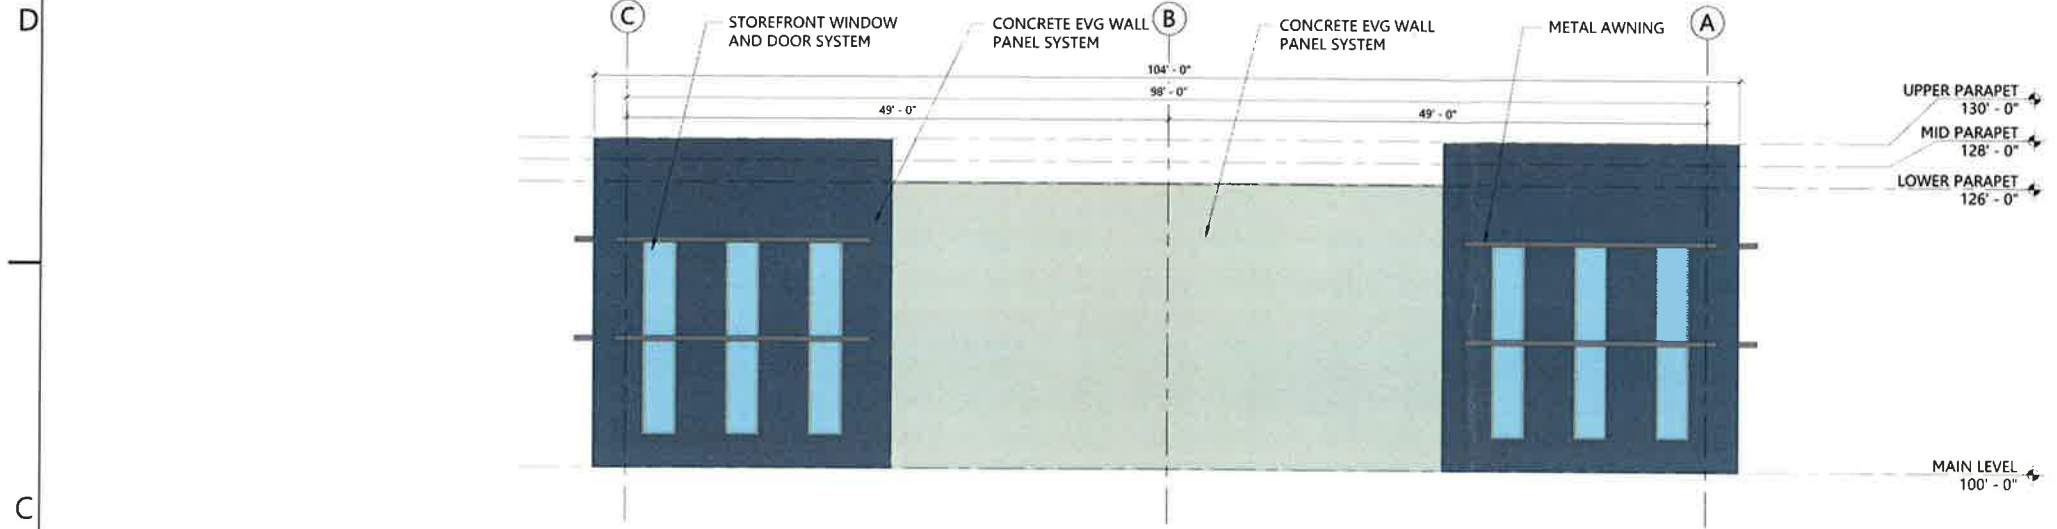 D
C
STOREFRONT WINDOW
AND DOOR SYSTEM
CONCRETE EVG WALL
PANEL SYSTEM
B
CONCRETE EVG WALL
PANEL SYSTEM
METAL AWNING
A
104' - 0"
98' - 0"
49' - 0"
49' - 0"
UPPER PARAPET
130' - 0"
MID PARAPET
128' - 0"
LOWER PARAPET
126' - 0"
MAIN LEVEL
100' - 0"
C